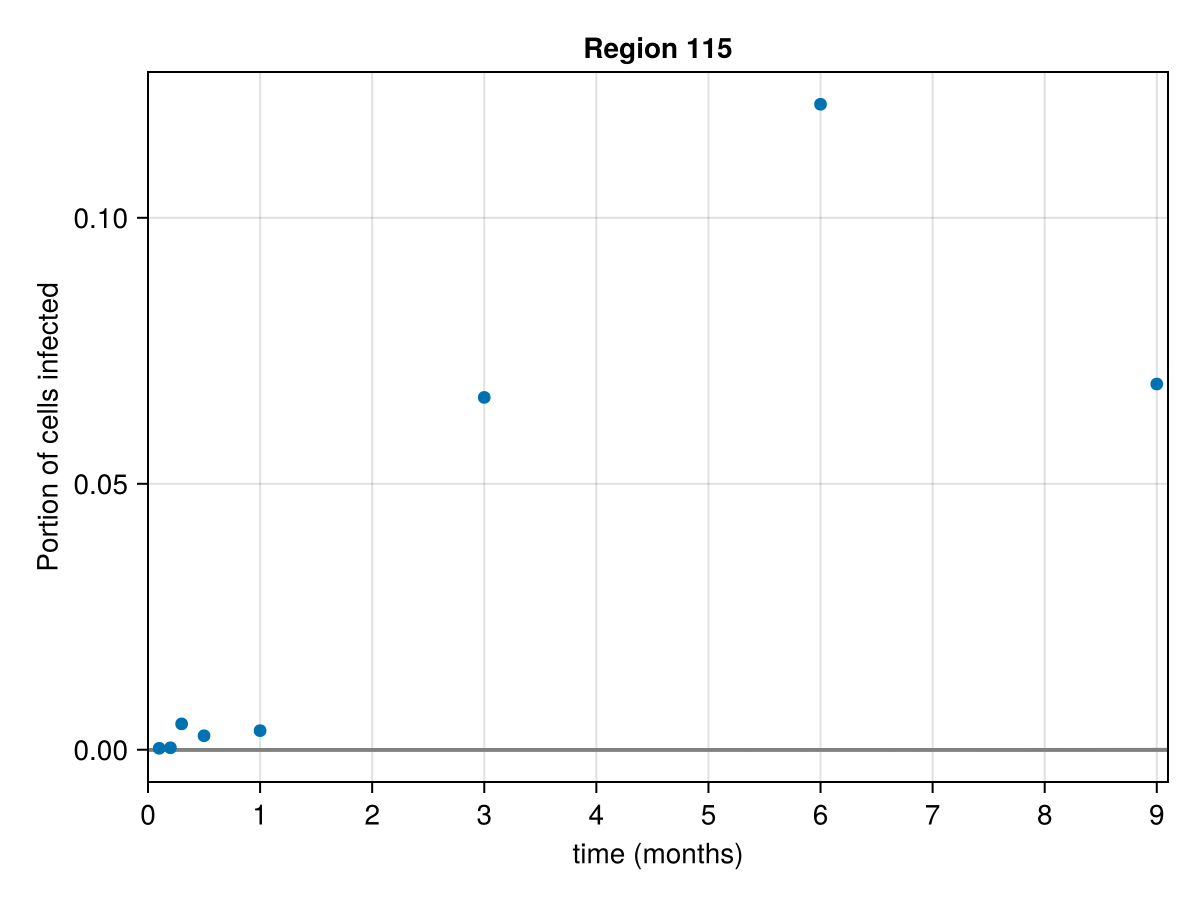 Region 115
Portion of cells infected
0.10
0.05
0.00
0 1 2 3 4 5 6 7 8 9
time (months)